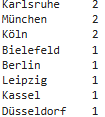 Karlsruhe 2
München 2
Köln 2
Bielefeld 1
Berlin 1
Leipzig 1
Kassel 1
Düsseldorf 1